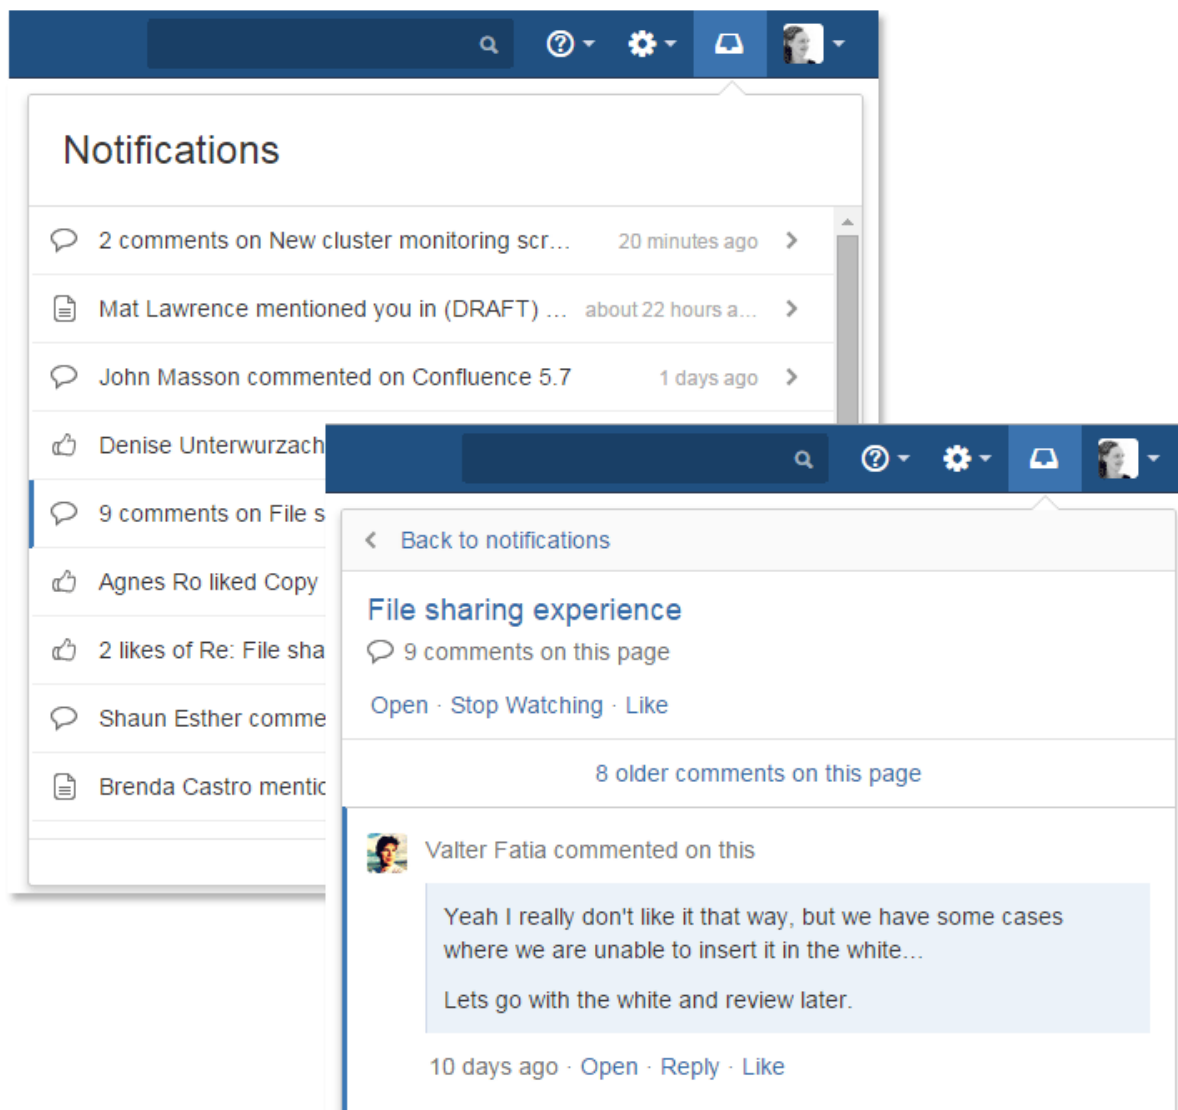 Notifications
2 comments on New cluster monitoring scr... 20 minutes ago
Mat Lawrence mentioned you in (DRAFT) ... about 22 hours a...
John Masson commented on Confluence 5.7 1 days ago
Denise Unterwurzach
9 comments on File s
Agnes Ro liked Copy
2 likes of Re: File sha
Shaun Esther comme
Brenda Castro mentic
Back to notifications
File sharing experience
9 comments on this page
Open · Stop Watching · Like
8 older comments on this page
Valter Fatia commented on this
Yeah I really don't like it that way, but we have some cases
where we are unable to insert it in the white...
Lets go with the white and review later.
10 days ago · Open · Reply · Like